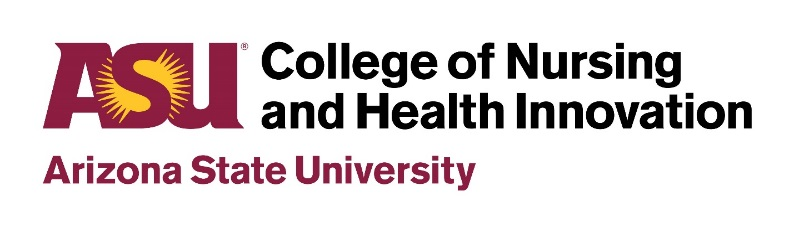 ASU® College of Nursing
and Health Innovation
Arizona State University